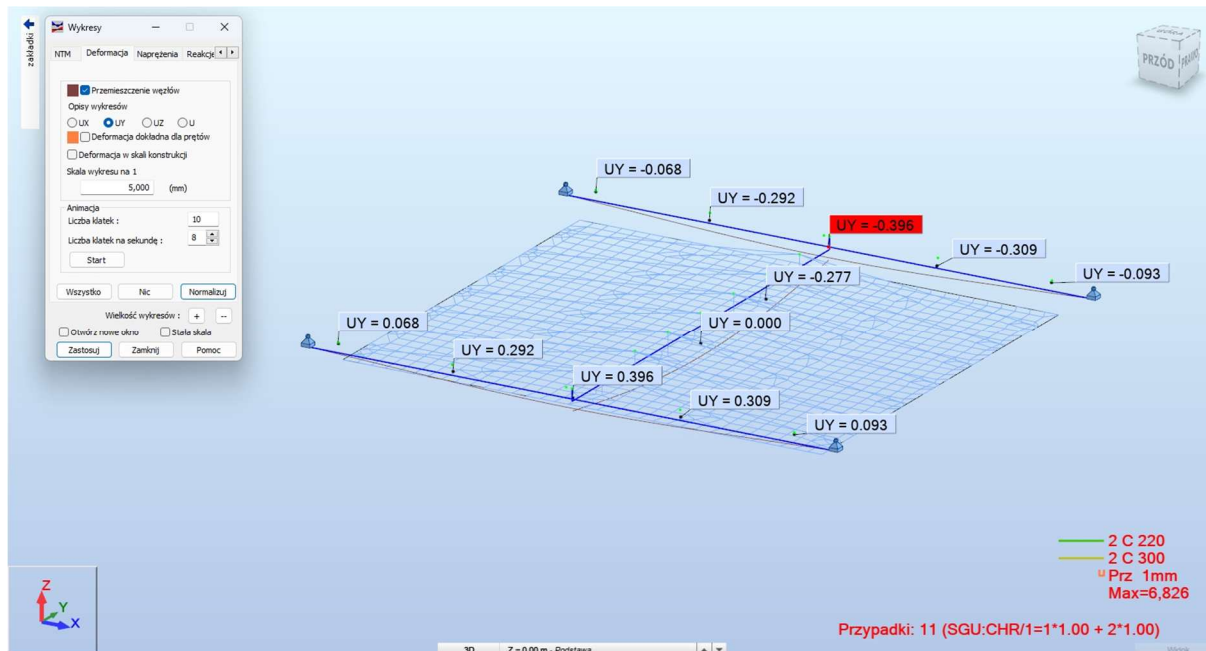 zakładki
Wykresy
NTM Deformacja Naprężenia Reakcje
Przemieszczenie węzłów
Opisy wykresów
UX UY UZ U
Deformacja dokładna dla prętów
Deformacja w skali konstrukcji
Skala wykresu na 1
5,000 (mm)
Animacja
Liczba klatek : 10
Liczba klatek na sekundę : 8
Start
Wszystko Nic Normalizuj
Wielkość wykresów : + --
Otwórz nowe okno Stała skala
Zastosuj Zamknij Pomoc
GÓRA
PRZÓD
UY = -0.068
UY = -0.292
UY = -0.396
UY = -0.309
UY = -0.093
UY = -0.277
UY = 0.000
UY = 0.068
UY = 0.292
UY = 0.396
UY = 0.309
UY = 0.093
2 C 220
2 C 300
Prz 1mm
Max=6,826
Przypadki: 11 (SGU:CHR/1=1*1.00 + 2*1.00)
Z
Y
X
3D Z = 0.00 m - Podstawa
Widok